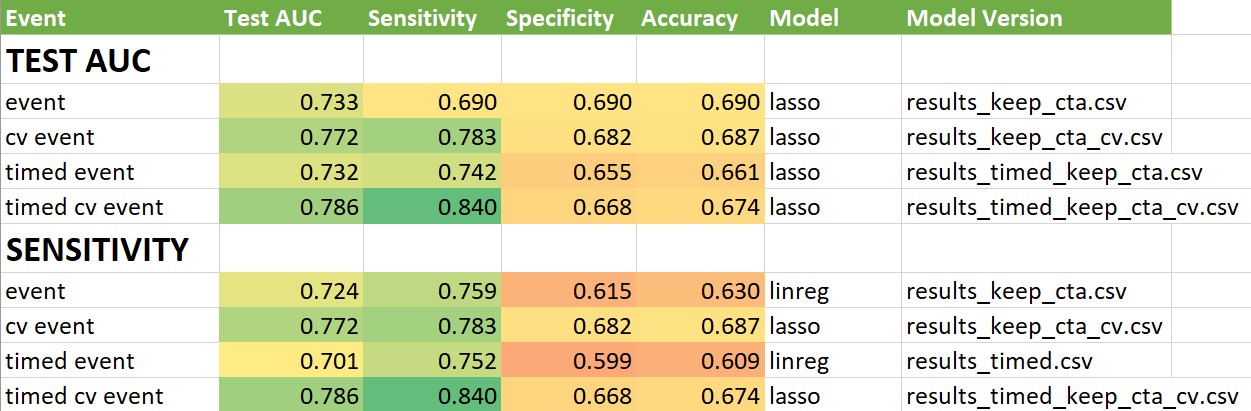 Event Test AUC Sensitivity Specificity Accuracy Model Model Version
TEST AUC
event 0.733 0.690 0.690 0.690 lasso results_keep_cta.csv
cv event 0.772 0.783 0.682 0.687 lasso results_keep_cta_cv.csv
timed event 0.732 0.742 0.655 0.661 lasso results_timed_keep_cta.csv
timed cv event 0.786 0.840 0.668 0.674 lasso results_timed_keep_cta_cv.csv
SENSITIVITY
event 0.724 0.759 0.615 0.630 linreg results_keep_cta.csv
cv event 0.772 0.783 0.682 0.687 lasso results_keep_cta_cv.csv
timed event 0.701 0.752 0.599 0.609 linreg results_timed.csv
timed cv event 0.786 0.840 0.668 0.674 lasso results_timed_keep_cta_cv.csv